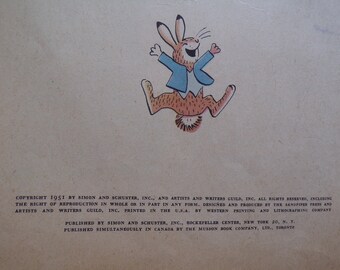 COPYRIGHT 1951 BY SIMON AND SCHUSTER, INC., AND ARTISTS AND WRITERS GUILD, INC. ALL RIGHTS RESERVED, INCLUDING
THE RIGHT OF REPRODUCTION IN WHOLE OR IN PART IN ANY FORM. DESIGNED AND PRODUCED BY THE SANDPIPER PRESS AND
ARTISTS AND WRITERS GUILD, INC. PRINTED IN THE U.S.A. BY WESTERN PRINTING AND LITHOGRAPHING COMPANY
PUBLISHED BY SIMON AND SCHUSTER, INC., ROCKEFELLER CENTER, NEW YORK 20, N. Y.
PUBLISHED SIMULTANEOUSLY IN CANADA BY THE MUSSON BOOK COMPANY, LTD., TORONTO